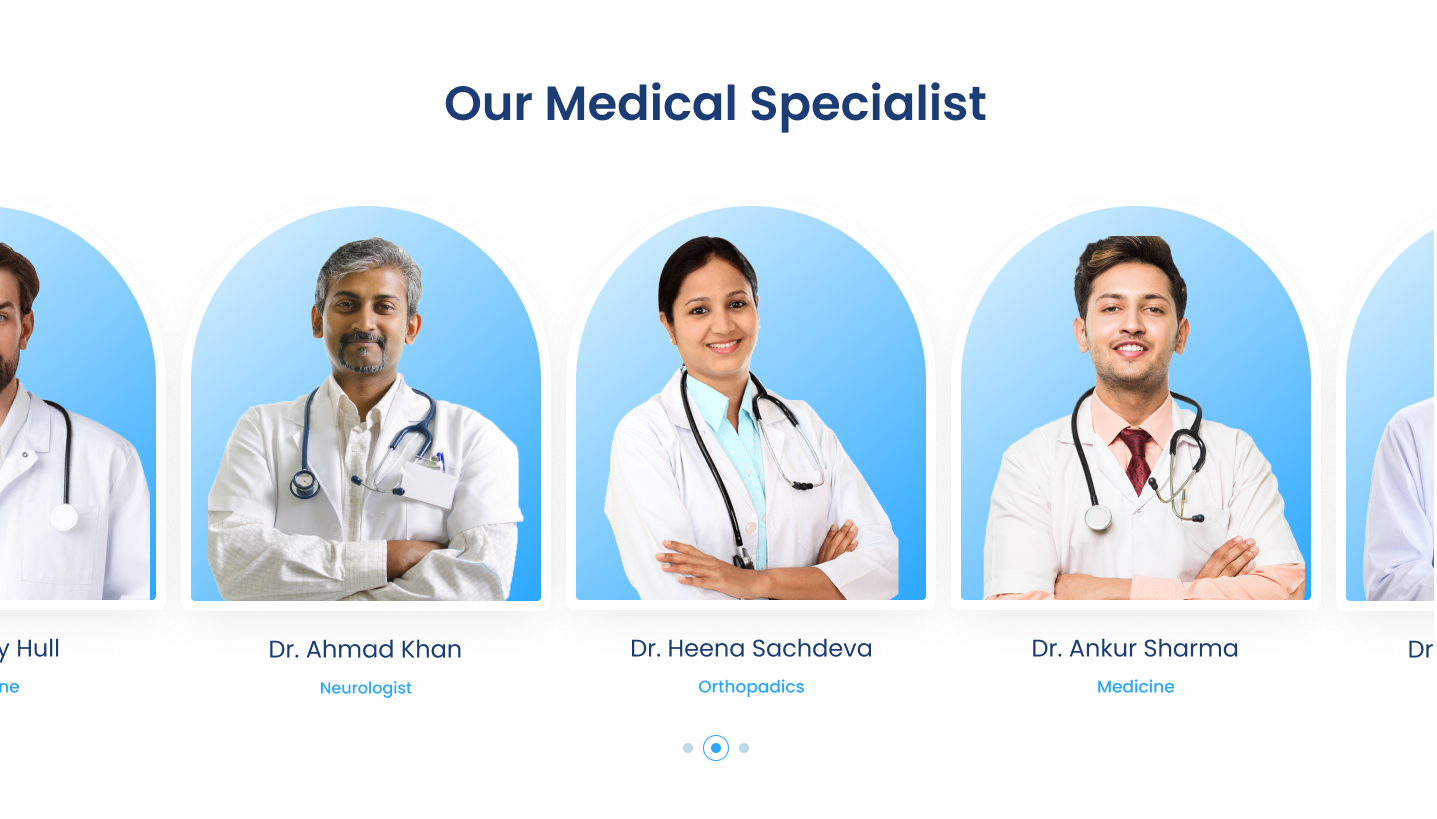 Our Medical Specialist
y Hull
Dr. Ahmad Khan
Dr. Heena Sachdeva
Dr. Ankur Sharma
Dr
ne
Neurologist
Orthopadics
Medicine